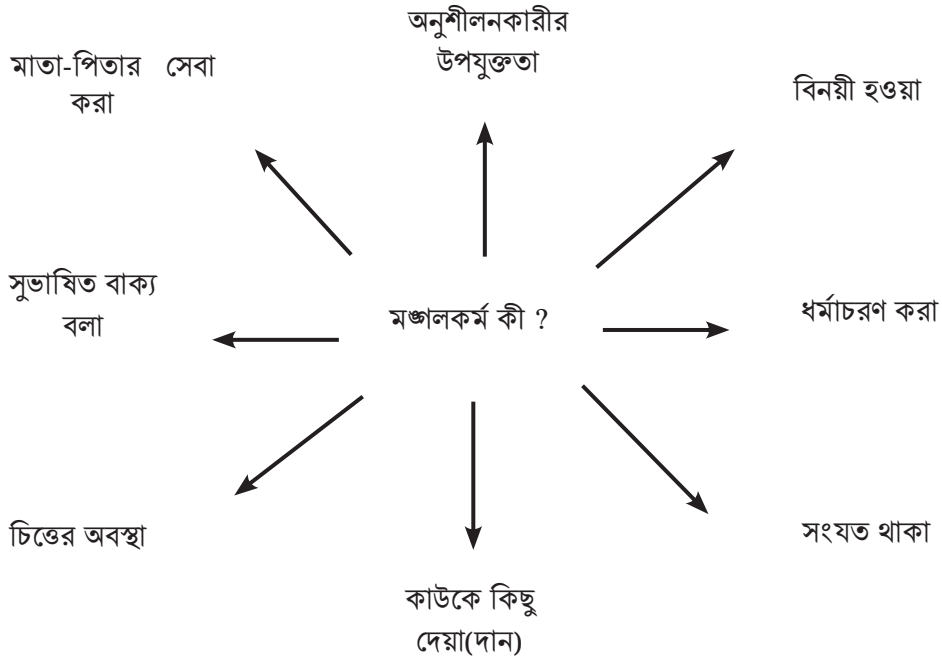 অনুশীলনকারীর
উপযুক্ততা
মাতা-পিতার সেবা
করা
বিনয়ী হওয়া
সুভাষিত বাক্য
বলা
মঙ্গলকর্ম কী ?
ধর্মাচরণ করা
চিত্তের অবস্থা
সংযত থাকা
কাউকে কিছু
দেয়া(দান)